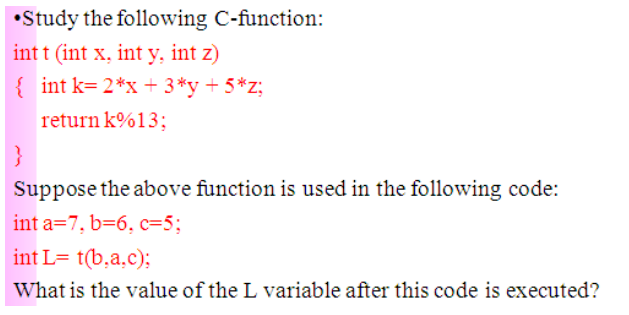 •Study the following C-function:
int t (int x, int y, int z)
{ int k= 2*x + 3*y + 5*z;
return k%13;
}
Suppose the above function is used in the following code:
int a=7, b=6, c=5;
int L= t(b,a,c);
What is the value of the L variable after this code is executed?